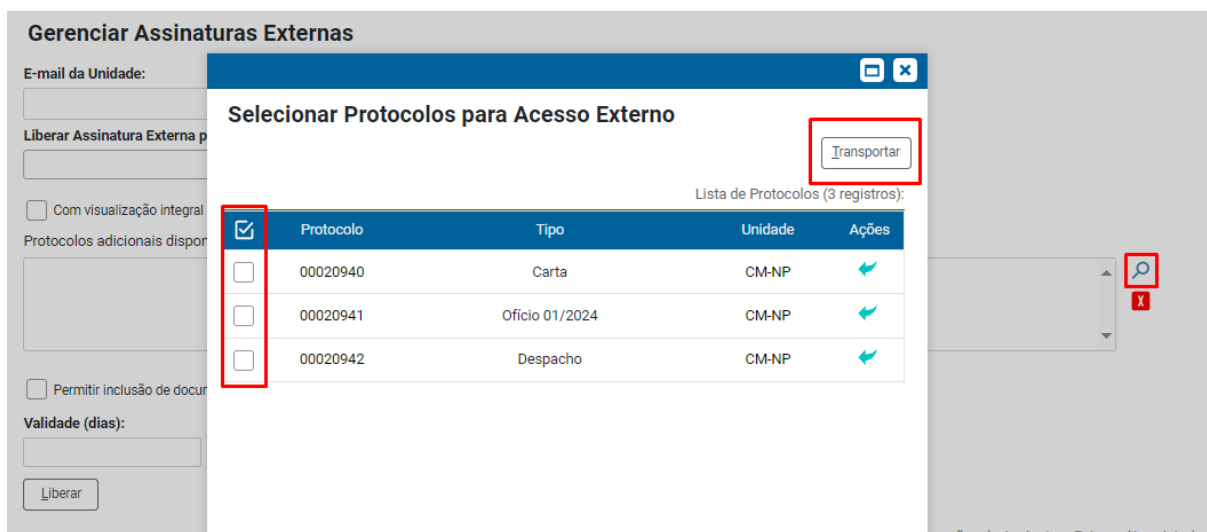 Gerenciar Assinaturas Externas
E-mail da Unidade:
Selecionar Protocolos para Acesso Externo
Liberar Assinatura Externa p
Transportar
Lista de Protocolos (3 registros):
Com visualização integral
Protocolos adicionais dispon
Protocolo Tipo Unidade Ações
00020940 Carta CM-NP
00020941 Ofício 01/2024 CM-NP
00020942 Despacho CM-NP
X
Permitir inclusão de docur
Validade (dias):
Liberar